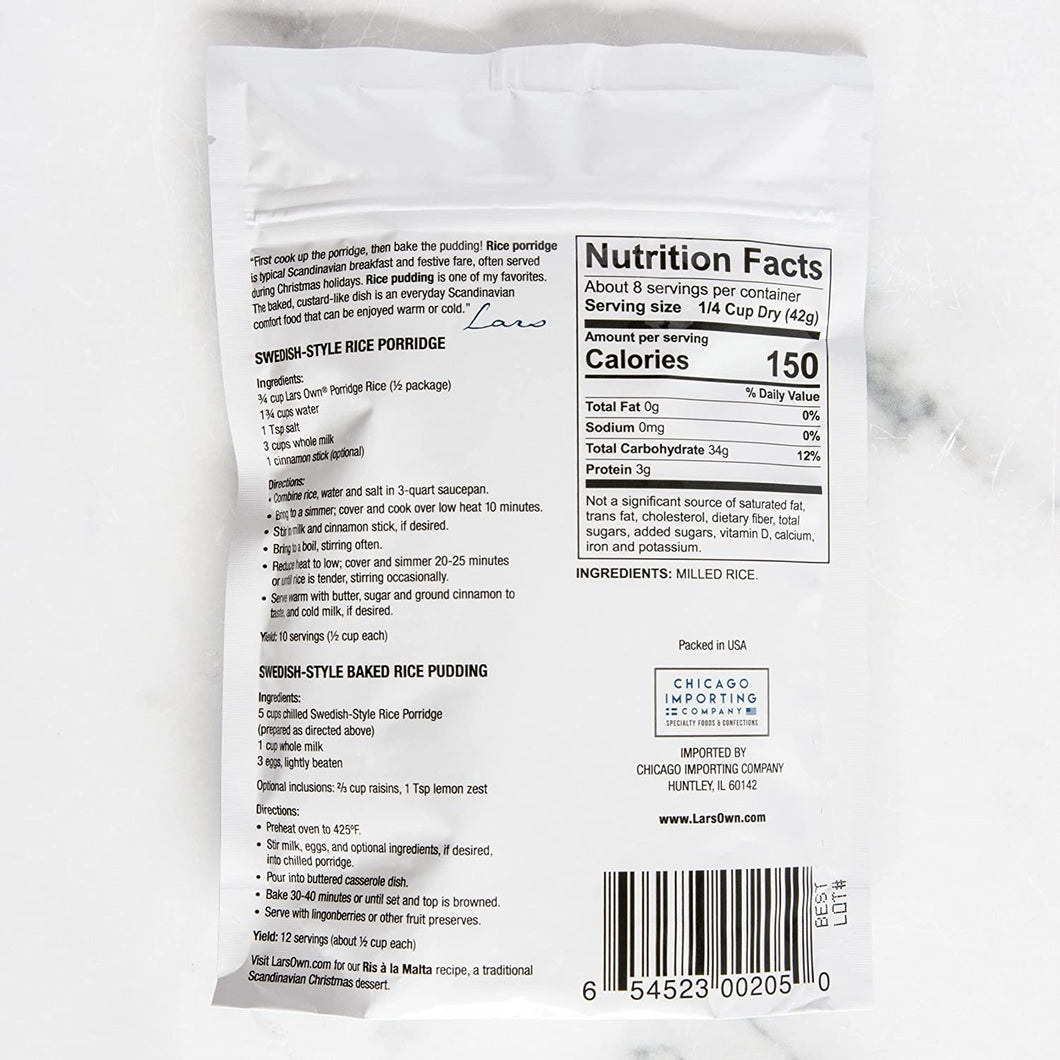 "First cook up the porridge, then bake the pudding! Rice porridge
is typical Scandinavian breakfast and festive fare, often served
during Christmas holidays. Rice pudding is one of my favorites.
The baked, custard-like dish is an everyday Scandinavian
comfort food that can be enjoyed warm or cold."
Lars
SWEDISH-STYLE RICE PORRIDGE
Ingredients:
¾ cup Lars Own® Porridge Rice (½ package)
1¾ cups water
1 Tsp salt
3 cups whole milk
1 cinnamon stick (optional)
Directions:
• Combine rice, water and salt in 3-quart saucepan.
• Bring to a simmer; cover and cook over low heat 10 minutes.
• Stir in milk and cinnamon stick, if desired.
• Bring to a boil, stirring often.
• Reduce heat to low; cover and simmer 20-25 minutes
or until rice is tender, stirring occasionally.
• Serve warm with butter, sugar and ground cinnamon to
taste, and cold milk, if desired.
Yield: 10 servings (½ cup each)
SWEDISH-STYLE BAKED RICE PUDDING
Ingredients:
5 cups chilled Swedish-Style Rice Porridge
(prepared as directed above)
1 cup whole milk
3 eggs, lightly beaten
Optional inclusions: ⅔ cup raisins, 1 Tsp lemon zest
Directions:
• Preheat oven to 425ºF.
• Stir milk, eggs, and optional ingredients, if desired,
into chilled porridge.
• Pour into buttered casserole dish.
• Bake 30-40 minutes or until set and top is browned.
• Serve with lingonberries or other fruit preserves.
Yield: 12 servings (about ½ cup each)
Visit LarsOwn.com for our Ris à la Malta recipe, a traditional
Scandinavian Christmas dessert.
Nutrition Facts
About 8 servings per container
Serving size 1/4 Cup Dry (42g)
Amount per serving
Calories 150
% Daily Value
Total Fat 0g 0%
Sodium 0mg 0%
Total Carbohydrate 34g 12%
Protein 3g
Not a significant source of saturated fat,
trans fat, cholesterol, dietary fiber, total
sugars, added sugars, vitamin D, calcium,
iron and potassium.
INGREDIENTS: MILLED RICE.
Packed in USA
CHICAGO
IMPORTING
COMPANY
SPECIALTY FOODS & CONFECTIONS
IMPORTED BY
CHICAGO IMPORTING COMPANY
HUNTLEY, IL 60142
www.LarsOwn.com
BEST
LOT#
6 54523 00205 0